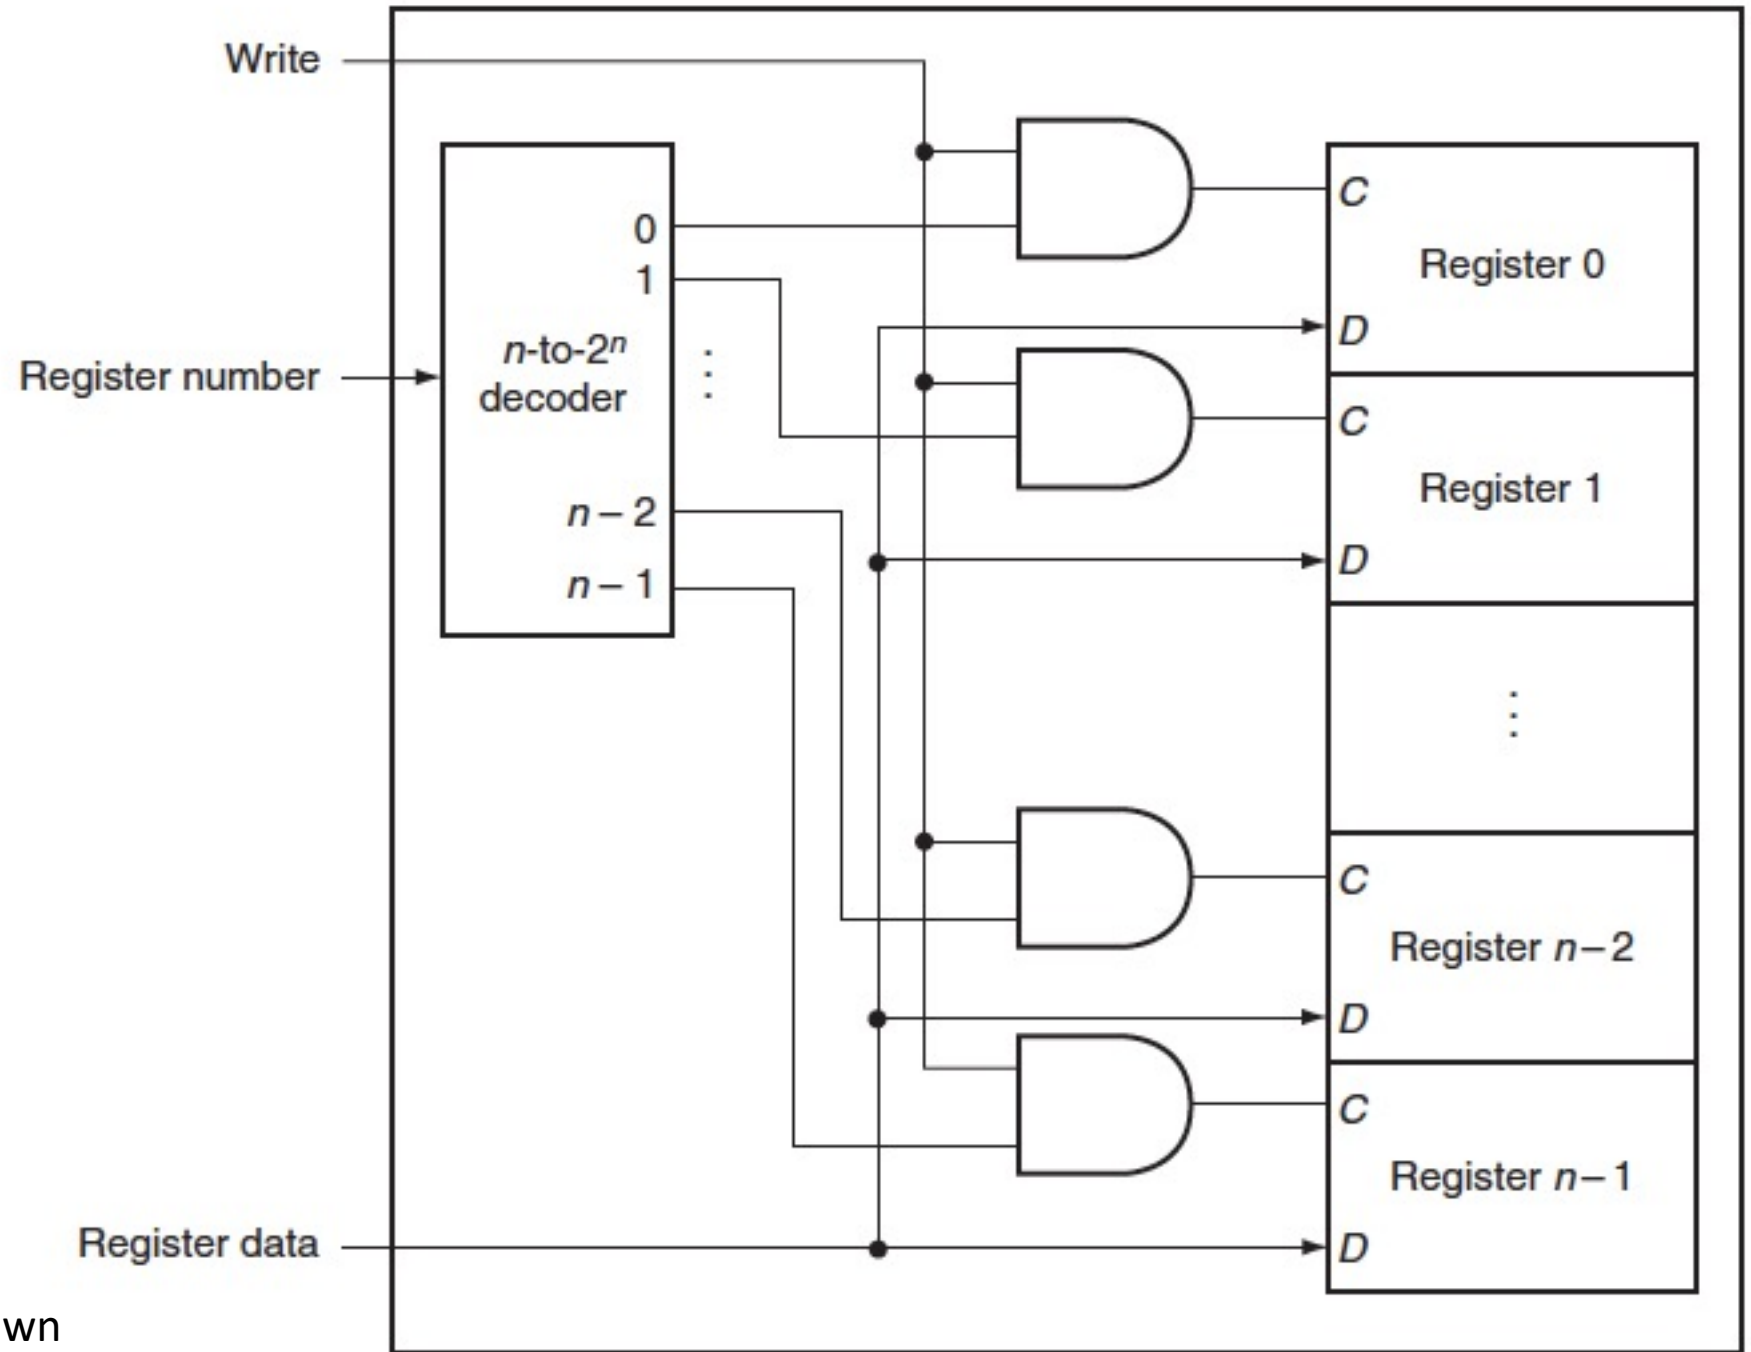 Write
0
1
n-to-2ⁿ
decoder
⋮
n – 2
n – 1
Register number
Register data
C
Register 0
D
C
Register 1
D
⋮
C
Register n – 2
D
C
Register n – 1
D
wn